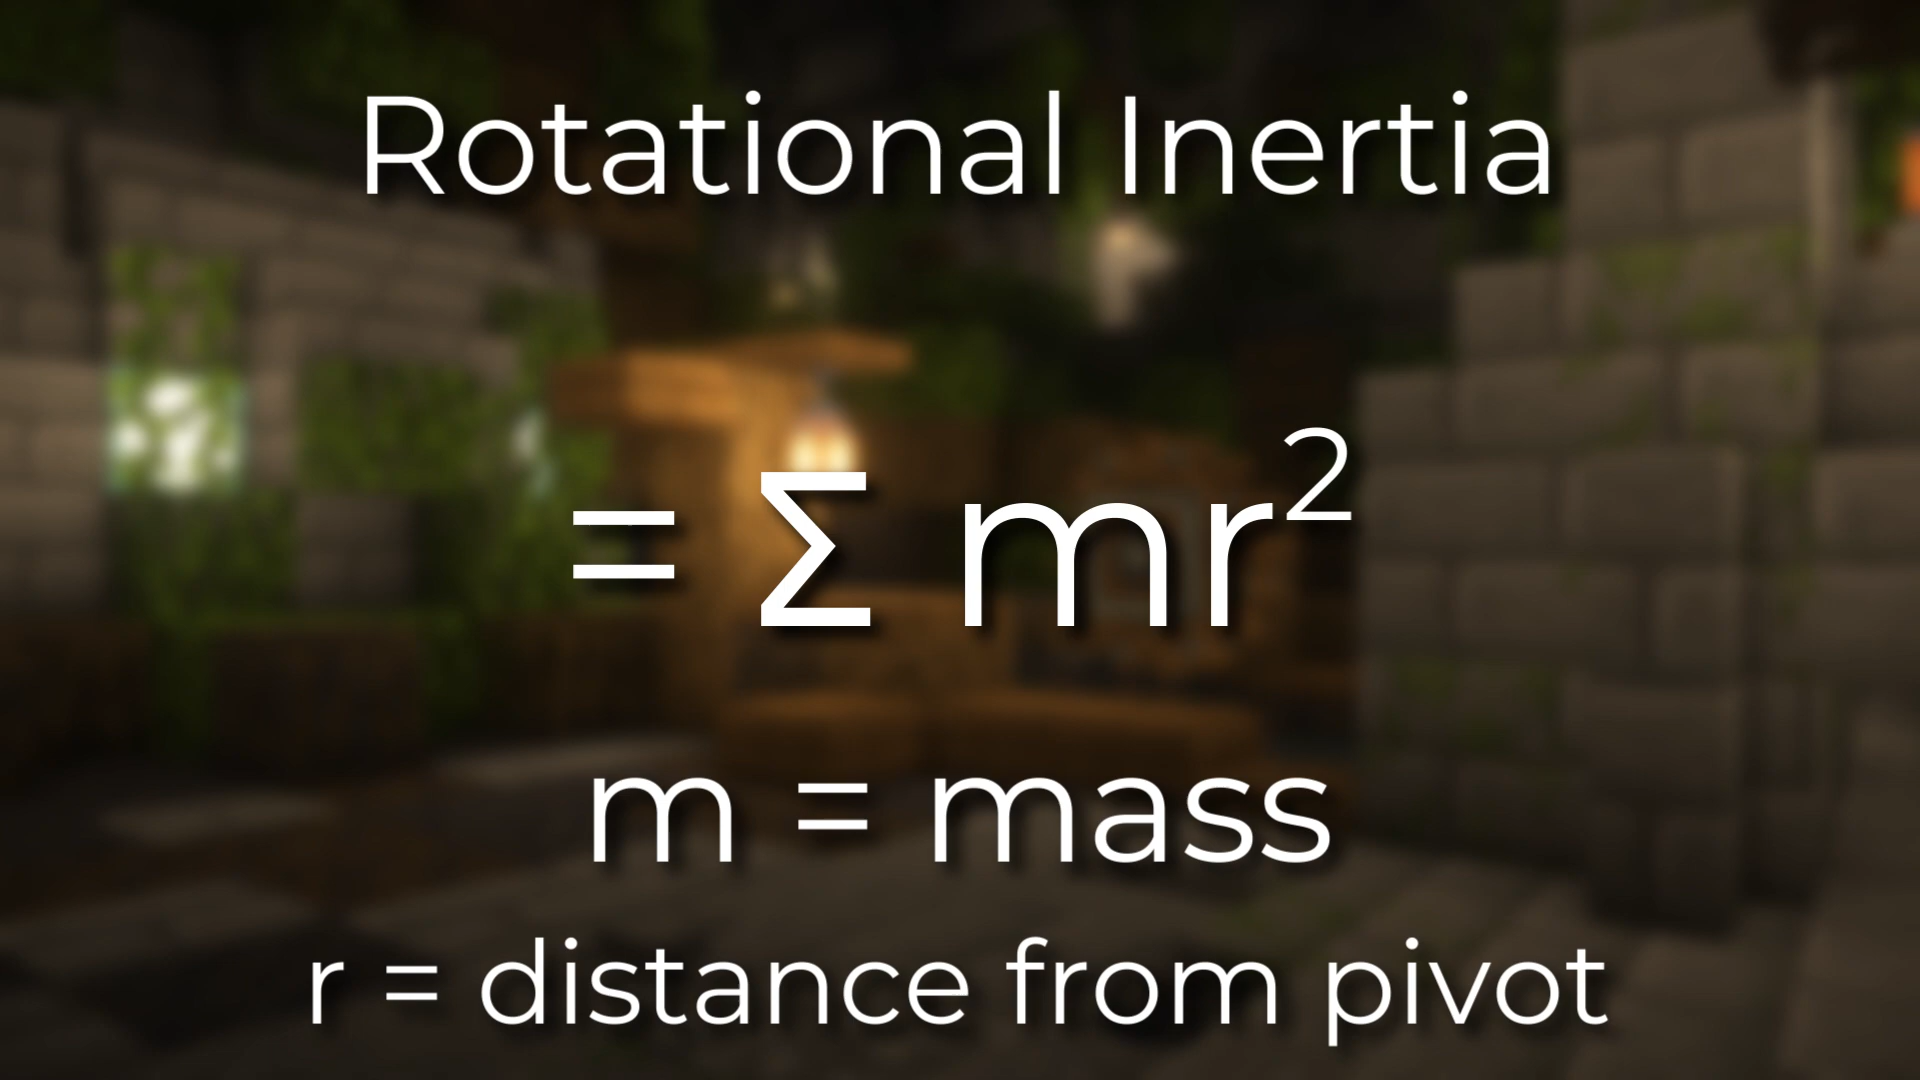 Rotational Inertia
= Σ mr²
m = mass
r = distance from pivot